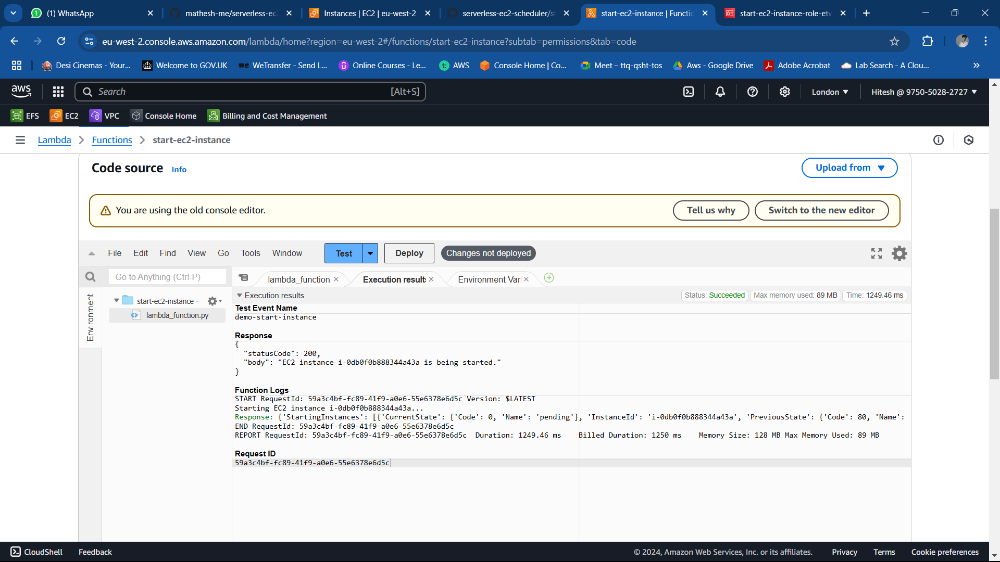 (1) WhatsApp
mathesh-me/serverless-ec2
Instances | EC2 | eu-west-2
serverless-ec2-scheduler/st
start-ec2-instance | Functio
start-ec2-instance-role-etv
eu-west-2.console.aws.amazon.com/lambda/home?region=eu-west-2#/functions/start-ec2-instance?subtab=permissions&tab=code
Desi Cinemas - Your...
Welcome to GOV.UK
we WeTransfer - Send L...
Online Courses - Le...
t: AWS
Console Home | Co...
Meet – ttq-qsht-tos
Aws - Google Drive
Adobe Acrobat
Lab Search - A Clou...
aws
Search
[Alt+S]
London
Hitesh @ 9750-5028-2727
EFS
EC2
VPC
Console Home
Billing and Cost Management
Lambda
Functions
start-ec2-instance
Code source Info
Upload from
You are using the old console editor.
Tell us why
Switch to the new editor
File Edit Find View Go Tools Window
Test
Deploy
Changes not deployed
Go to Anything (Ctrl-P)
lambda_function.
Execution results
Environment Vari
Environment
start-ec2-instance -
lambda_function.py
Execution results
Status: Succeeded
Max memory used: 89 MB
Time: 1249.46 ms
Test Event Name
demo-start-instance
Response
{
"statusCode": 200,
"body": "EC2 instance i-0db0f0b888344a43a is being started."
}
Function Logs
START RequestId: 59a3c4bf-fc89-41f9-a0e6-55e6378e6d5c Version: $LATEST
Starting EC2 instance i-0db0f0b888344a43a...
Response: {'StartingInstances': [{'CurrentState': {'Code': 0, 'Name': 'pending'}, 'InstanceId': 'i-0db0f0b888344a43a', 'PreviousState': {'Code': 80, 'Name':
END RequestId: 59a3c4bf-fc89-41f9-a0e6-55e6378e6d5c
REPORT RequestId: 59a3c4bf-fc89-41f9-a0e6-55e6378e6d5c Duration: 1249.46 ms Billed Duration: 1250 ms Memory Size: 128 MB Max Memory Used: 89 MB
Request ID
59a3c4bf-fc89-41f9-a0e6-55e6378e6d5c
CloudShell
Feedback
© 2024, Amazon Web Services, Inc. or its affiliates.
Privacy
Terms
Cookie preferences